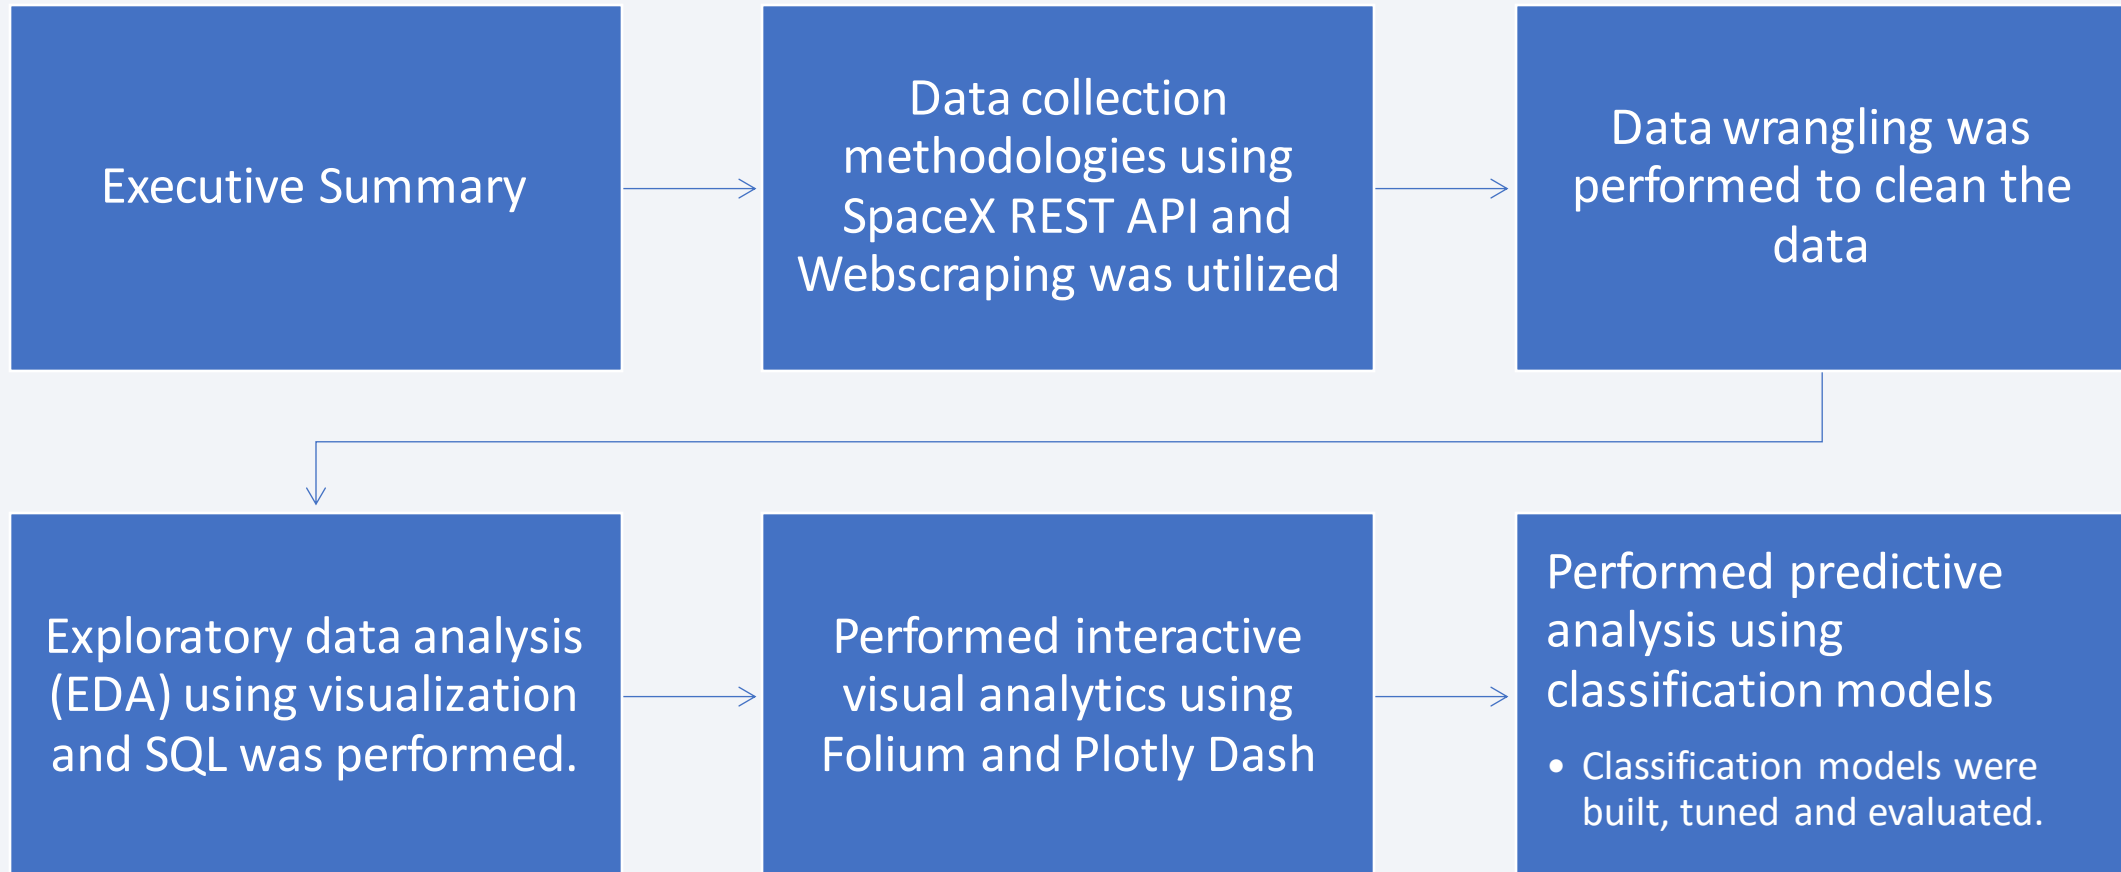 Executive Summary
Data collection
methodologies using
SpaceX REST API and
Webscraping was utilized
Data wrangling was
performed to clean the
data
Exploratory data analysis
(EDA) using visualization
and SQL was performed.
Performed interactive
visual analytics using
Folium and Plotly Dash
Performed predictive
analysis using
classification models
• Classification models were
built, tuned and evaluated.